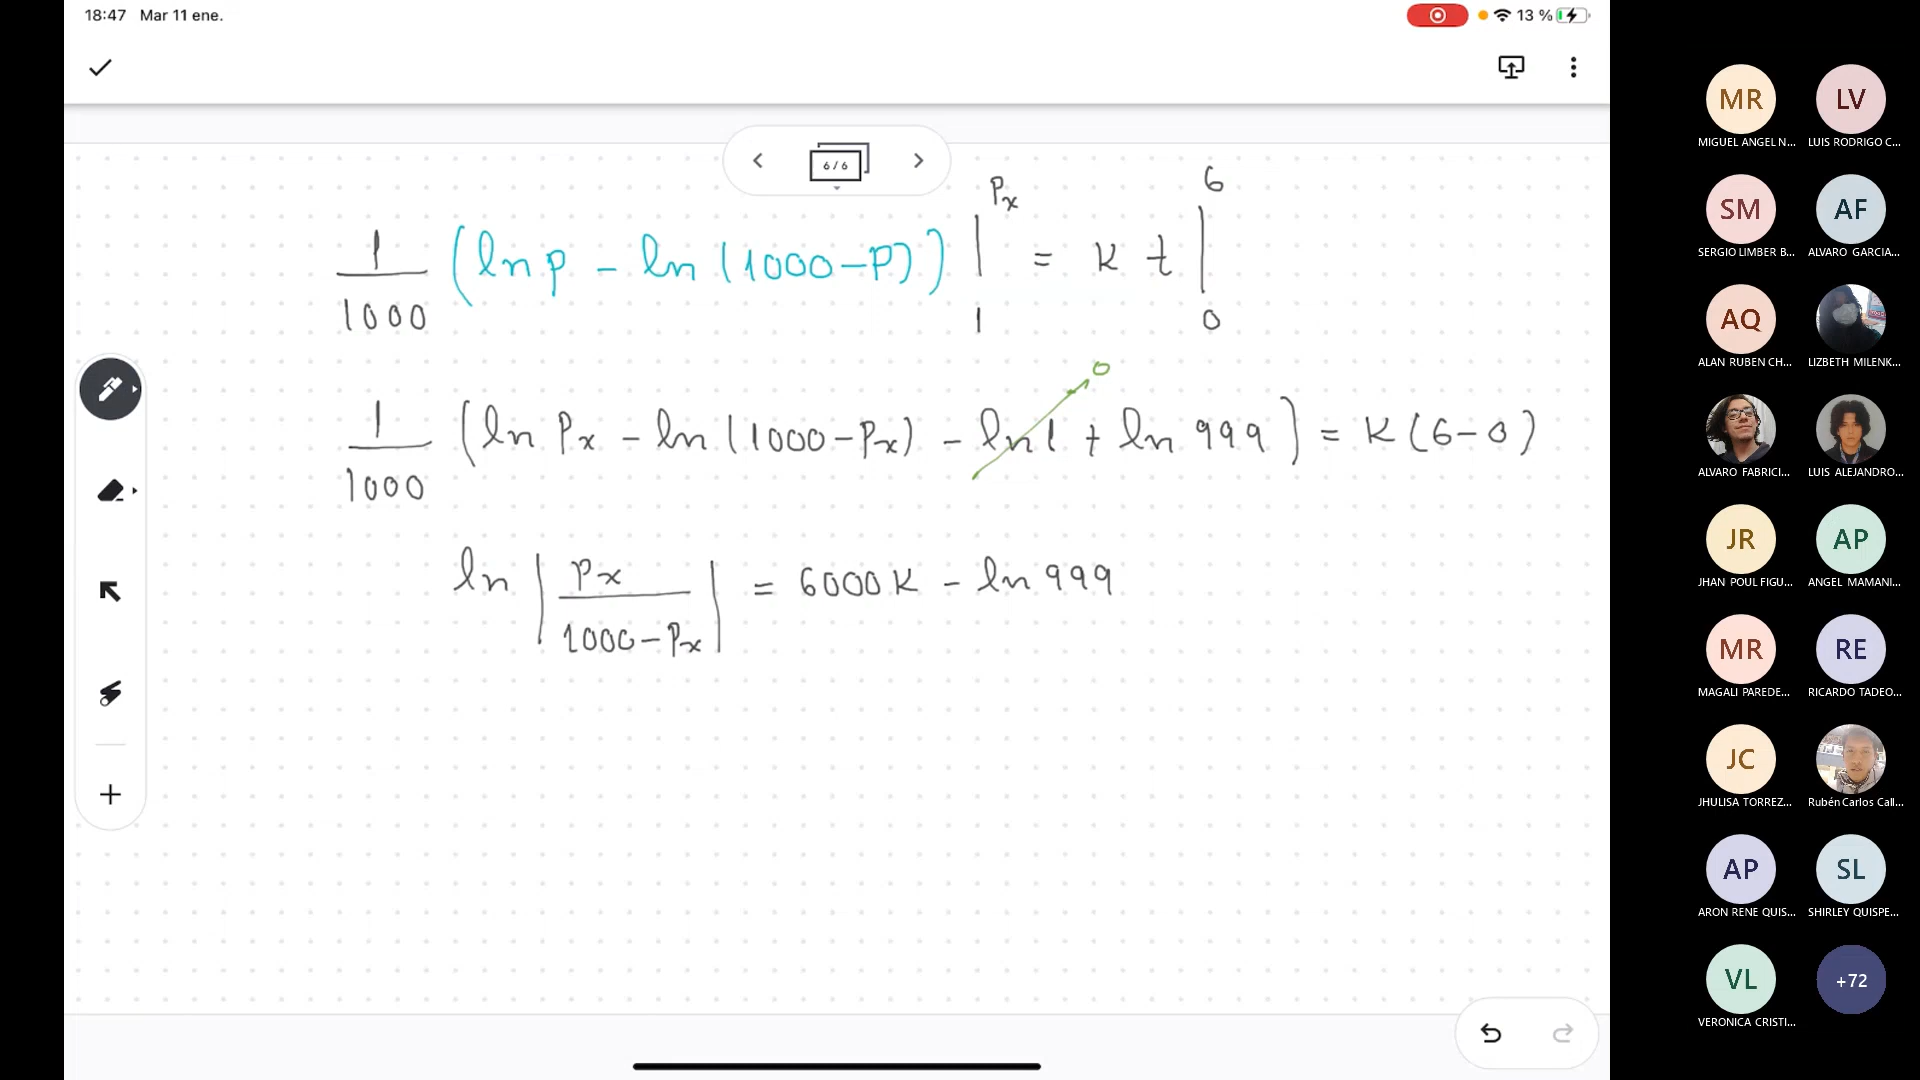 18:47 Mar 11 ene.
13 %
6 / 6
1/1000 (ln p - ln (1000-P)) |₁^Px = K t |₀^6
1/1000 (ln Px - ln (1000-Px) - ln 1 + ln 999) = K (6-0)
0
ln | Px / 1000-Px | = 6000K - ln 999
MR LV
MIGUEL ANGEL N... LUIS RODRIGO C...
SM AF
SERGIO LIMBER B... ALVARO GARCIA...
AQ
ALAN RUBEN CH... LIZBETH MILENK...
ALVARO FABRICI... LUIS ALEJANDRO...
JR AP
JHAN POUL FIGU... ANGEL MAMANI...
MR RE
MAGALI PAREDE... RICARDO TADEO...
JC
JHULISA TORREZ... Rubén Carlos Call...
AP SL
ARON RENE QUIS... SHIRLEY QUISPE...
VL +72
VERONICA CRISTI...